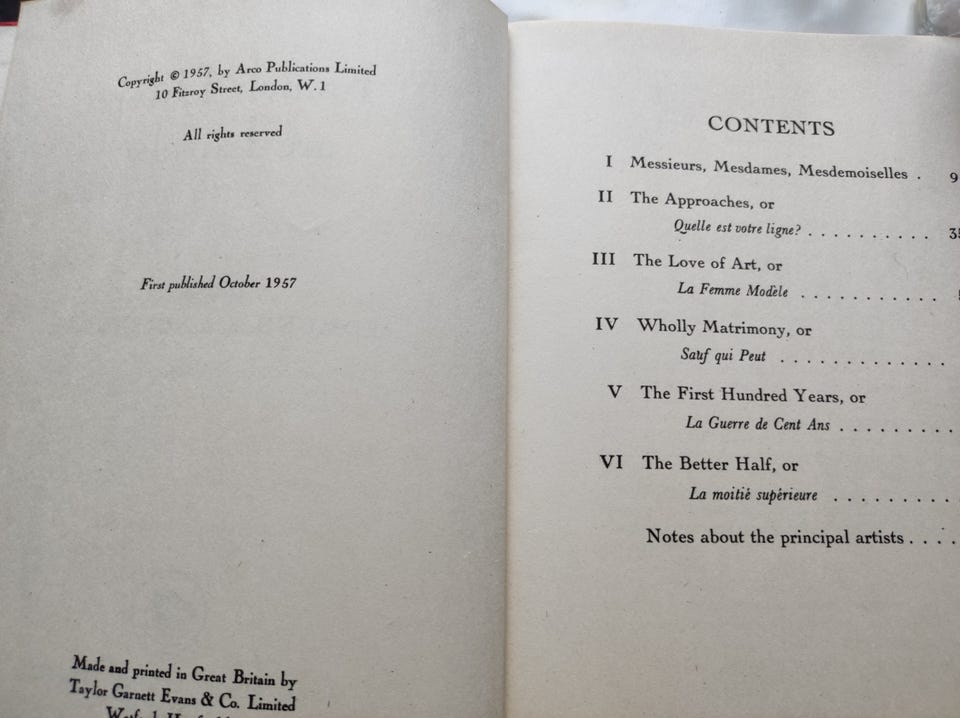 Copyright © 1957, by Arco Publications Limited
10 Fitzroy Street, London, W.1
All rights reserved
First published October 1957
Made and printed in Great Britain by
Taylor Garnett Evans & Co. Limited
CONTENTS
I Messieurs, Mesdames, Mesdemoiselles . 9
II The Approaches, or
Quelle est votre ligne? . . . . . . . . . .
III The Love of Art, or
La Femme Modèle . . . . . . . . . . .
IV Wholly Matrimony, or
Sauf qui Peut . . . . . . . . . . . . .
V The First Hundred Years, or
La Guerre de Cent Ans . . . . . . . . .
VI The Better Half, or
La moitié supérieure . . . . . . . . . .
Notes about the principal artists . . . .